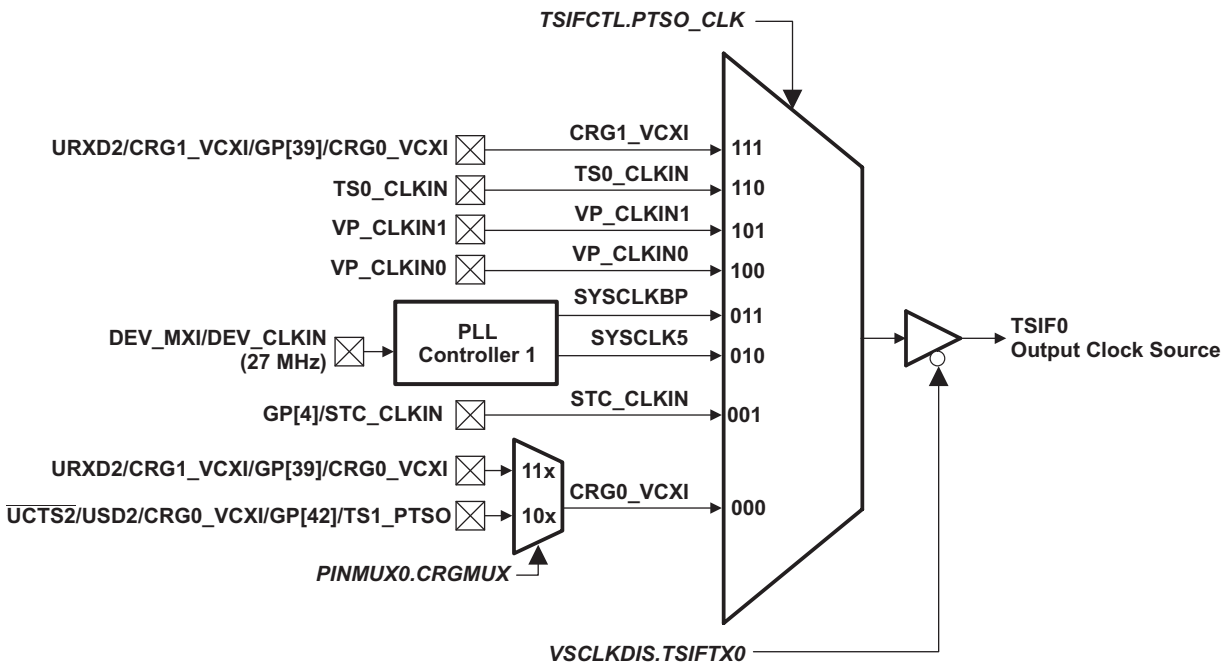 TSIFCTL.PTSO_CLK
URXD2/CRG1_VCXI/GP[39]/CRG0_VCXI
CRG1_VCXI
111
TS0_CLKIN
TS0_CLKIN
110
VP_CLKIN1
VP_CLKIN1
101
VP_CLKIN0
VP_CLKIN0
100
SYSCLKBP
011
DEV_MXI/DEV_CLKIN
(27 MHz)
PLL
Controller 1
SYSCLK5
010
TSIF0
Output Clock Source
GP[4]/STC_CLKIN
STC_CLKIN
001
URXD2/CRG1_VCXI/GP[39]/CRG0_VCXI
11x
CRG0_VCXI
000
UCTS2/USD2/CRG0_VCXI/GP[42]/TS1_PTSO
10x
PINMUX0.CRGMUX
VSCLKDIS.TSIFTX0